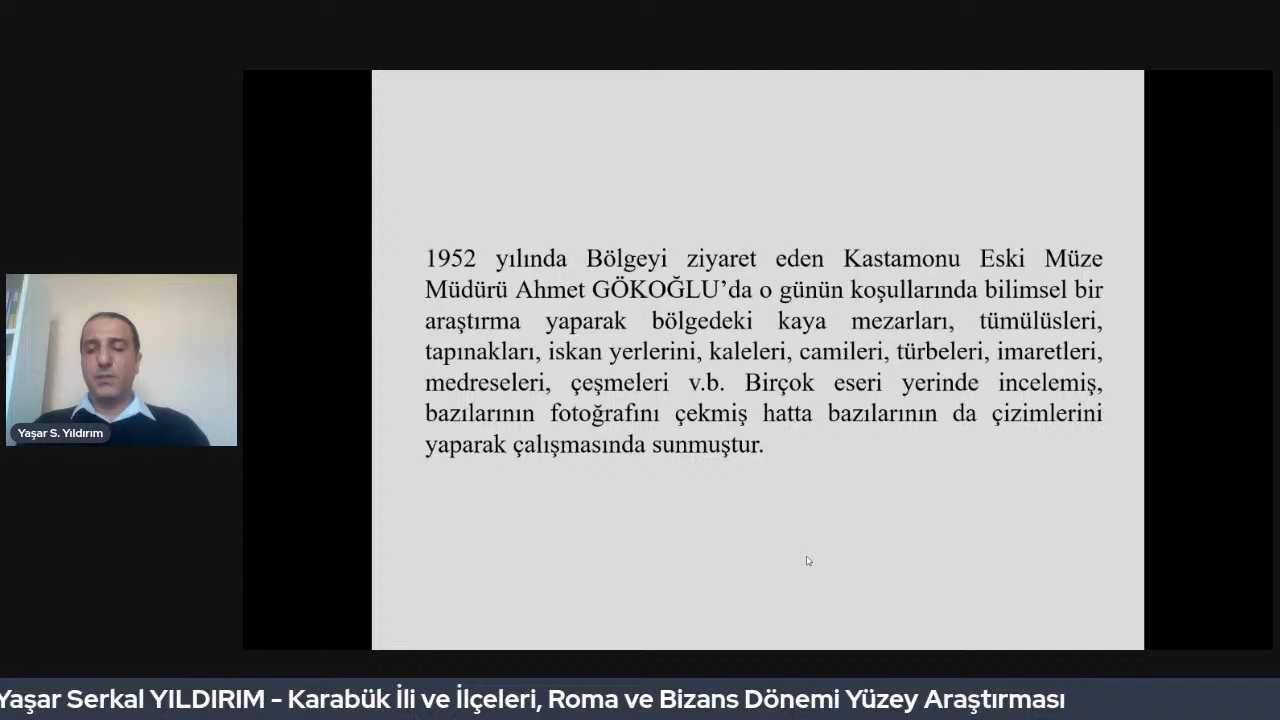 1952 yılında Bölgeyi ziyaret eden Kastamonu Eski Müze
Müdürü Ahmet GÖKOĞLU’da o günün koşullarında bilimsel bir
araştırma yaparak bölgedeki kaya mezarları, tümülüsleri,
tapınakları, iskan yerlerini, kaleleri, camileri, türbeleri, imaretleri,
medreseleri, çeşmeleri v.b. Birçok eseri yerinde incelemiş,
bazılarının fotoğrafını çekmiş hatta bazılarının da çizimlerini
yaparak çalışmasında sunmuştur.
Yaşar S. Yıldırım
Yaşar Serkal YILDIRIM - Karabük İli ve İlçeleri, Roma ve Bizans Dönemi Yüzey Araştırması